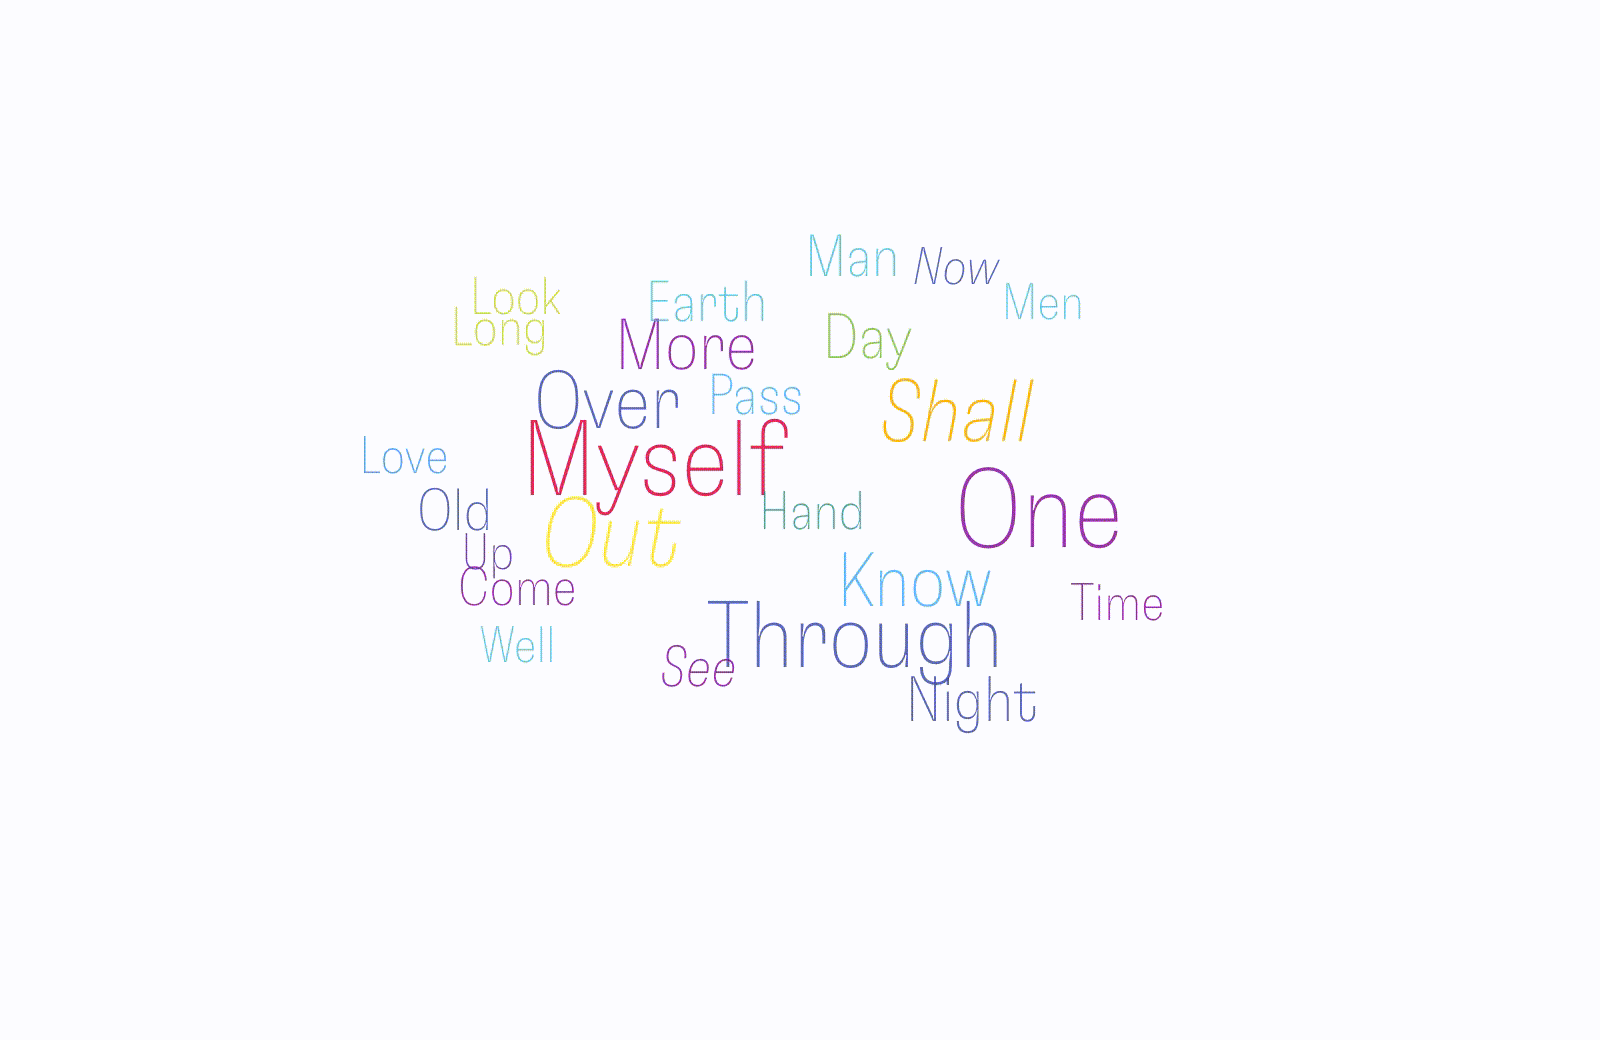 Man
Now
Look
Earth
Men
Long
More
Day
Over
Pass
Shall
Love
Myself
Old
Out
Hand
One
Up
Come
Know
Time
Well
See
Through
Night